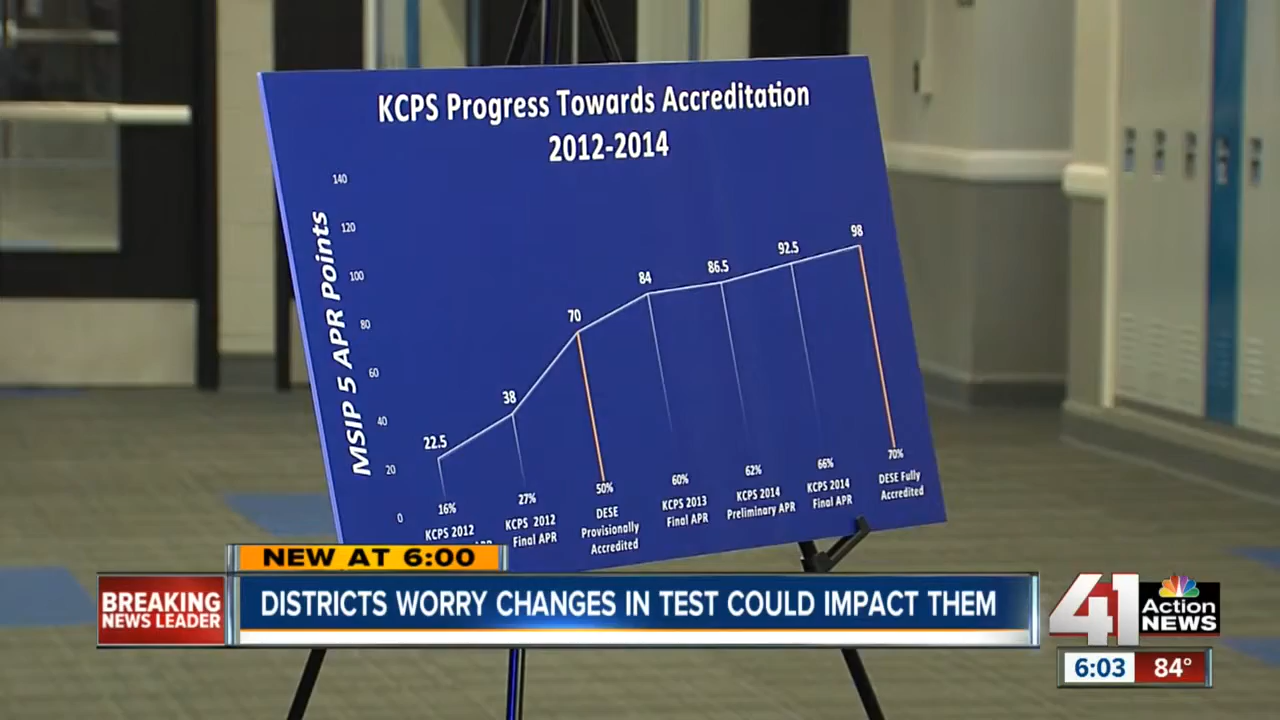 KCPS Progress Towards Accreditation
2012-2014
MSIP 5 APR Points
140
120
100
80
60
40
20
0
22.5
38
70
84
86.5
92.5
98
16%
KCPS 2012
27%
KCPS 2012
Final APR
50%
DESE
Provisionally
Accredited
60%
KCPS 2013
Final APR
62%
KCPS 2014
Preliminary APR
66%
KCPS 2014
Final APR
70%
DESE Fully
Accredited
NEW AT 6:00
BREAKING
NEWS LEADER
DISTRICTS WORRY CHANGES IN TEST COULD IMPACT THEM
41
Action
NEWS
6:03 84°